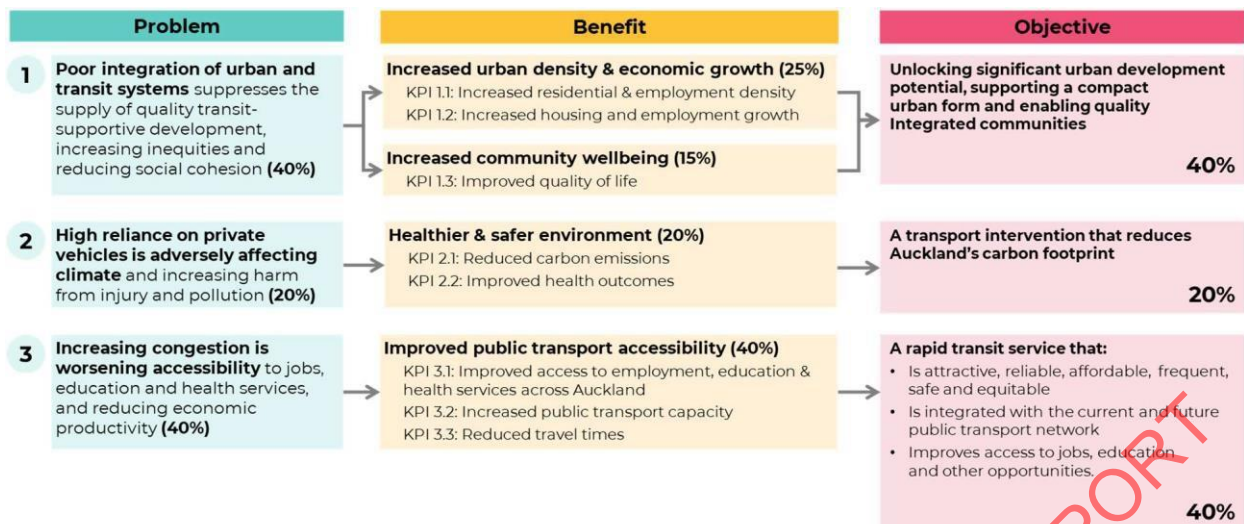 Problem
Benefit
Objective
1
Poor integration of urban and
transit systems suppresses the
supply of quality transit-
supportive development,
increasing inequities and
reducing social cohesion (40%)
Increased urban density & economic growth (25%)
KPI 1.1: Increased residential & employment density
KPI 1.2: Increased housing and employment growth
Increased community wellbeing (15%)
KPI 1.3: Improved quality of life
Unlocking significant urban development
potential, supporting a compact
urban form and enabling quality
Integrated communities
40%
2
High reliance on private
vehicles is adversely affecting
climate and increasing harm
from injury and pollution (20%)
Healthier & safer environment (20%)
KPI 2.1: Reduced carbon emissions
KPI 2.2: Improved health outcomes
A transport intervention that reduces
Auckland's carbon footprint
20%
3
Increasing congestion is
worsening accessibility to jobs,
education and health services,
and reducing economic
productivity (40%)
Improved public transport accessibility (40%)
KPI 3.1: Improved access to employment, education &
health services across Auckland
KPI 3.2: Increased public transport capacity
KPI 3.3: Reduced travel times
A rapid transit service that:
• Is attractive, reliable, affordable, frequent,
safe and equitable
• Is integrated with the current and future
public transport network
• Improves access to jobs, education
and other opportunities.
40%
PORT